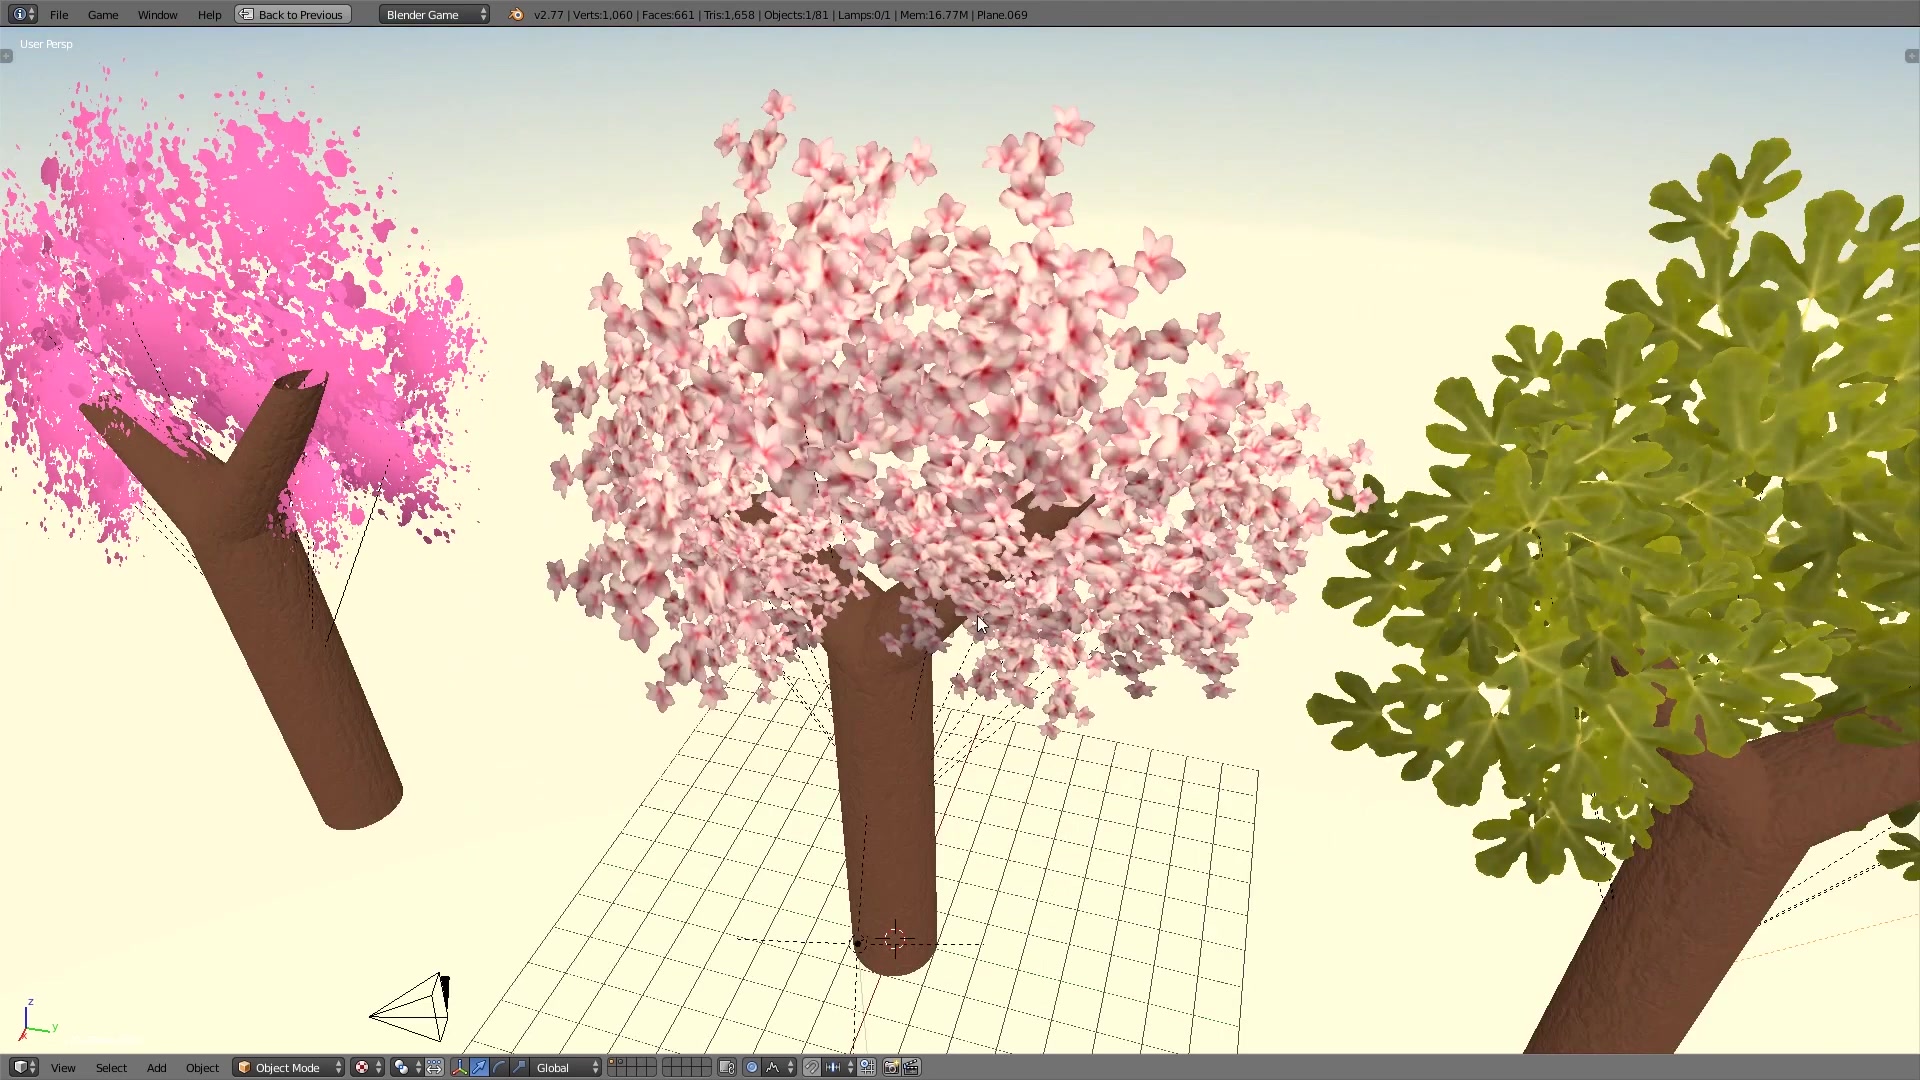 File Game Window Help Back to Previous Blender Game v2.77 | Verts:1,060 | Faces:661 | Tris:1,658 | Objects:1/81 | Lamps:0/1 | Mem:16.77M | Plane.069
User Persp
z
y
x
View Select Add Object Object Mode Global